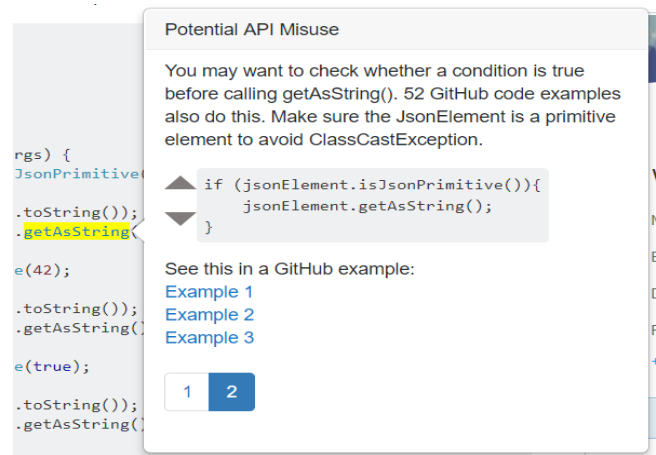 Potential API Misuse
You may want to check whether a condition is true
before calling getAsString(). 52 GitHub code examples
also do this. Make sure the JsonElement is a primitive
element to avoid ClassCastException.
if (jsonElement.isJsonPrimitive()){
jsonElement.getAsString();
}
See this in a GitHub example:
Example 1
Example 2
Example 3
1 2
rgs) {
JsonPrimitive(
.toString());
.getAsString(
e(42);
.toString());
.getAsString()
e(true);
.toString());
.getAsString()